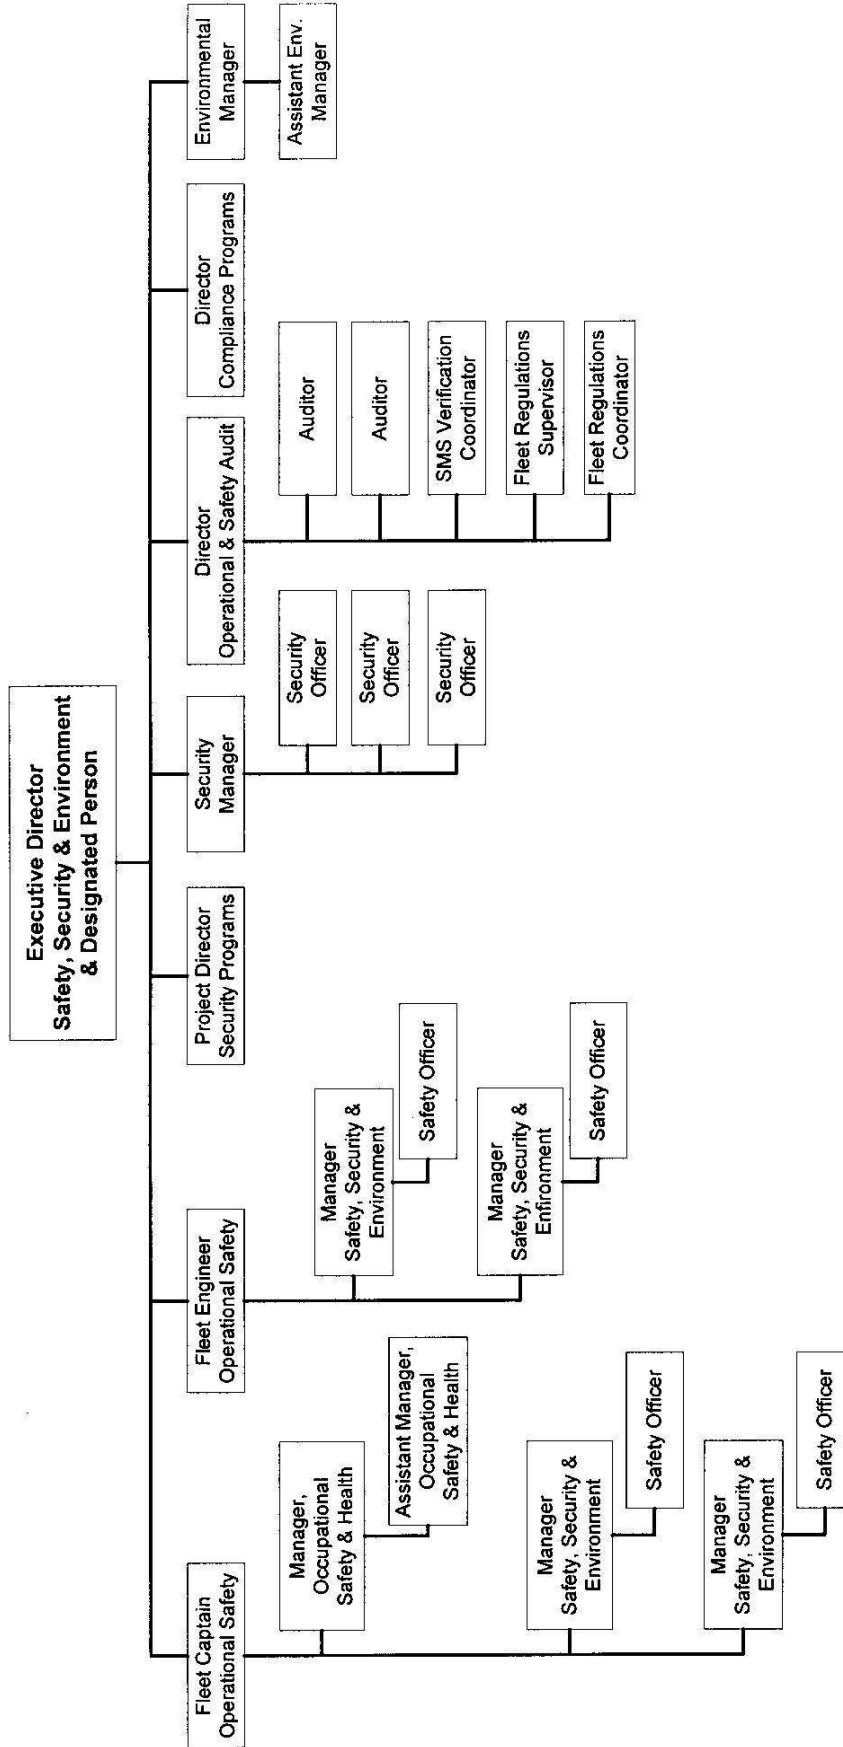 Executive Director
Safety, Security & Environment
& Designated Person
Fleet Captain
Operational Safety
Manager,
Occupational
Safety & Health
Assistant Manager,
Occupational
Safety & Health
Manager
Safety, Security &
Environment
Safety Officer
Manager
Safety, Security &
Environment
Safety Officer
Fleet Engineer
Operational Safety
Manager
Safety, Security &
Environment
Safety Officer
Manager
Safety, Security &
Enfironment
Safety Officer
Project Director
Security Programs
Security
Manager
Security
Officer
Security
Officer
Security
Officer
Director
Operational & Safety Audit
Auditor
Auditor
SMS Verification
Coordinator
Fleet Regulations
Supervisor
Fleet Regulations
Coordinator
Director
Compliance Programs
Environmental
Manager
Assistant Env.
Manager